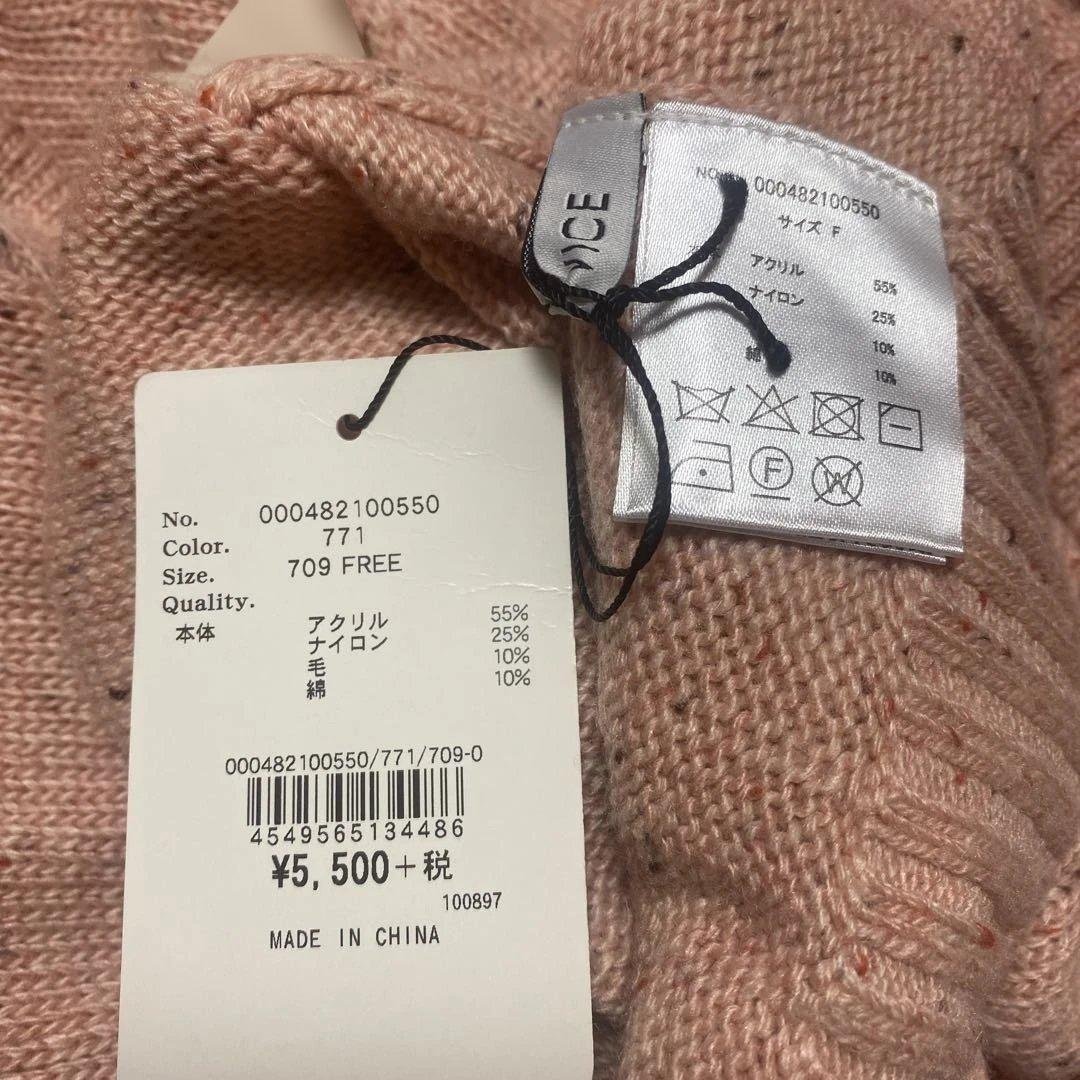 No. 000482100550
Color. 771
Size. 709 FREE
Quality.
本体 アクリル 55%
ナイロン 25%
毛 10%
綿 10%
000482100550/771/709-0
4549565134486
¥5,500+税
100897
MADE IN CHINA
000482100550
サイズ F
アクリル 55%
ナイロン 25%
10%
綿 10%
F
W